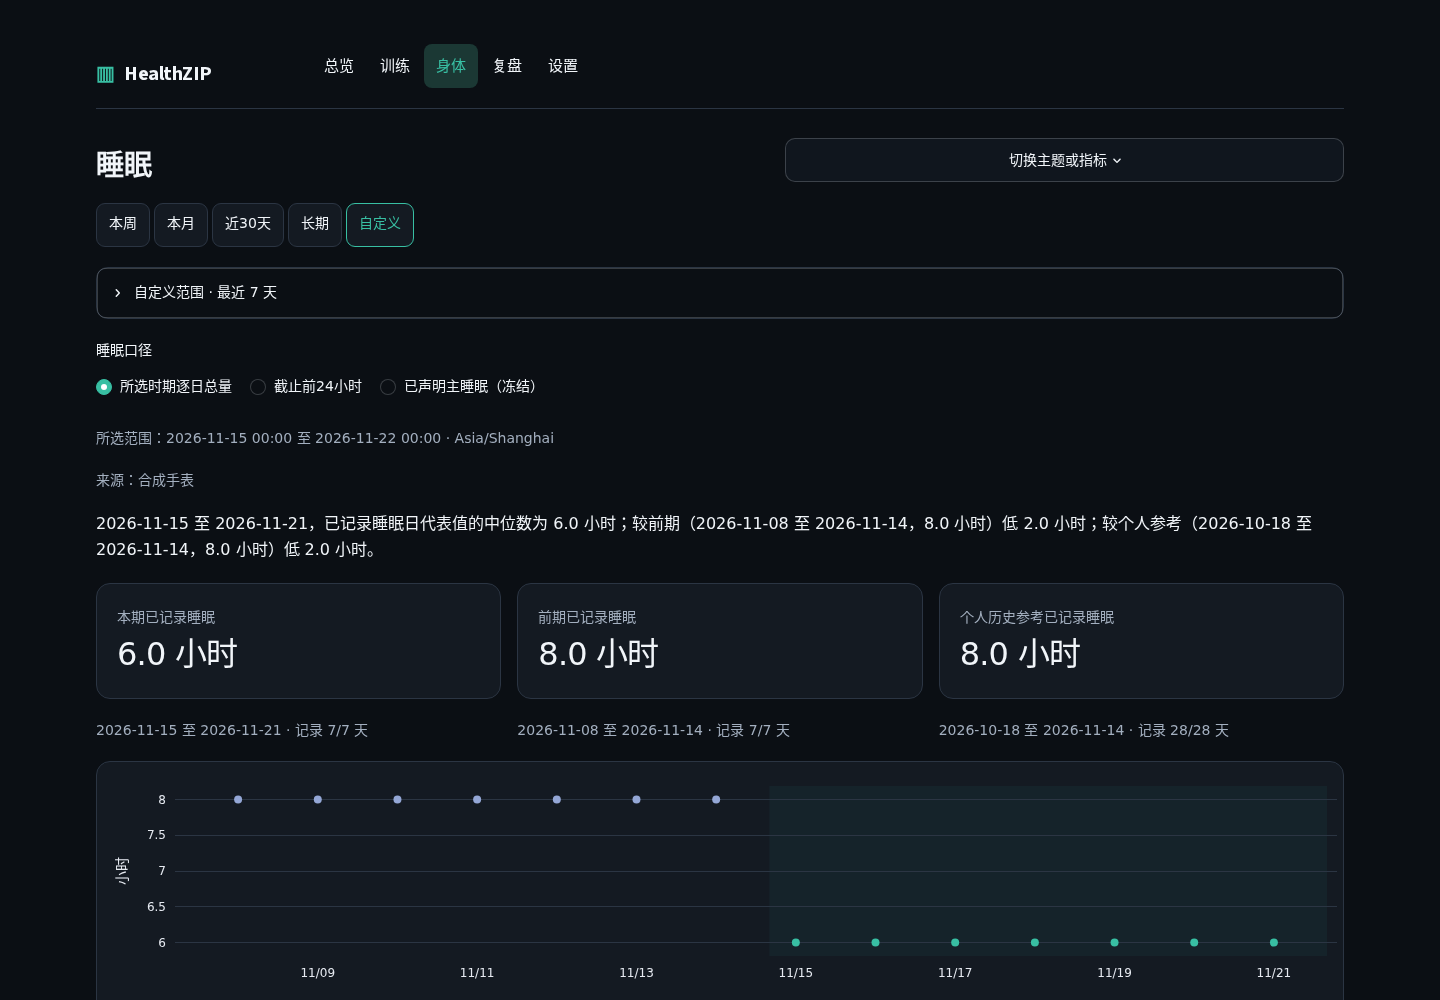 HealthZIP
总览 训练 身体 复盘 设置
睡眠
切换主题或指标
本周 本月 近30天 长期 自定义
自定义范围 · 最近 7 天
睡眠口径
所选时期逐日总量 截止前24小时 已声明主睡眠（冻结）
所选范围：2026-11-15 00:00 至 2026-11-22 00:00 · Asia/Shanghai
来源：合成手表
2026-11-15 至 2026-11-21，已记录睡眠日代表值的中位数为 6.0 小时；较前期（2026-11-08 至 2026-11-14，8.0 小时）低 2.0 小时；较个人参考（2026-10-18 至
2026-11-14，8.0 小时）低 2.0 小时。
本期已记录睡眠
6.0 小时
2026-11-15 至 2026-11-21 · 记录 7/7 天
前期已记录睡眠
8.0 小时
2026-11-08 至 2026-11-14 · 记录 7/7 天
个人历史参考已记录睡眠
8.0 小时
2026-10-18 至 2026-11-14 · 记录 28/28 天
小时
8
7.5
7
6.5
6
11/09 11/11 11/13 11/15 11/17 11/19 11/21